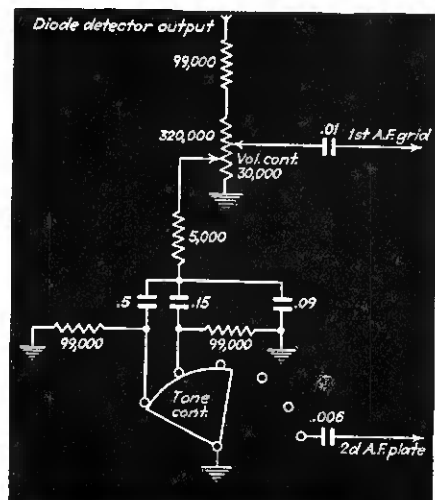 Diode detector output
99,000
320,000
.01
1st A.F. grid
Vol. cont.
30,000
5,000
.5
.15
.09
99,000
99,000
Tone
cont.
.006
2d A.F. plate